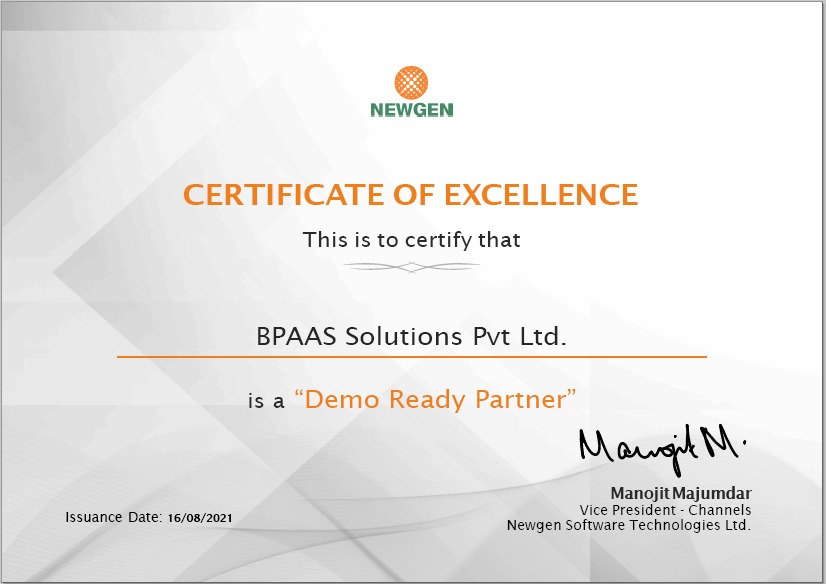 NEWGEN
CERTIFICATE OF EXCELLENCE
This is to certify that
BPAAS Solutions Pvt Ltd.
is a “Demo Ready Partner”
Manojit M.
Manojit Majumdar
Vice President - Channels
Newgen Software Technologies Ltd.
Issuance Date: 16/08/2021